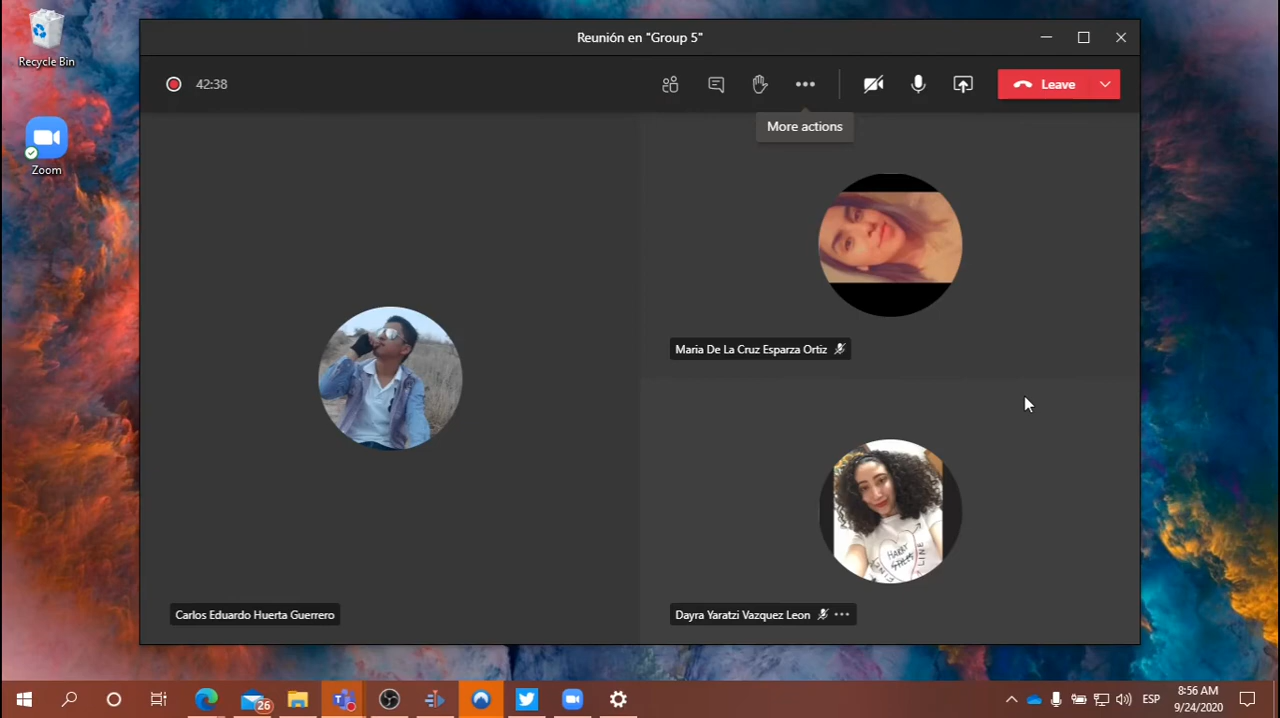 Recycle Bin
Zoom
Reunión en "Group 5"
42:38
Leave
More actions
Maria De La Cruz Esparza Ortiz
Carlos Eduardo Huerta Guerrero
Dayra Yaratzi Vazquez Leon
26
ESP
8:56 AM
9/24/2020